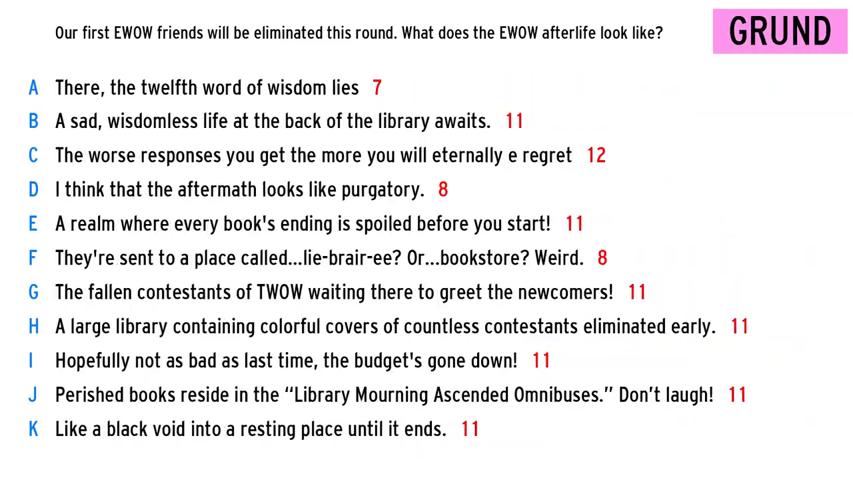 Our first EWOW friends will be eliminated this round. What does the EWOW afterlife look like?
GRUND
A There, the twelfth word of wisdom lies 7
B A sad, wisdomless life at the back of the library awaits. 11
C The worse responses you get the more you will eternally e regret 12
D I think that the aftermath looks like purgatory. 8
E A realm where every book's ending is spoiled before you start! 11
F They're sent to a place called...lie-brair-ee? Or...bookstore? Weird. 8
G The fallen contestants of TWOW waiting there to greet the newcomers! 11
H A large library containing colorful covers of countless contestants eliminated early. 11
I Hopefully not as bad as last time, the budget's gone down! 11
J Perished books reside in the “Library Mourning Ascended Omnibuses.” Don’t laugh! 11
K Like a black void into a resting place until it ends. 11